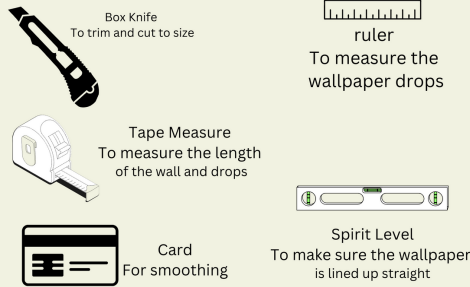 Box Knife
To trim and cut to size
ruler
To measure the
wallpaper drops
Tape Measure
To measure the length
of the wall and drops
Card
For smoothing
Spirit Level
To make sure the wallpaper
is lined up straight